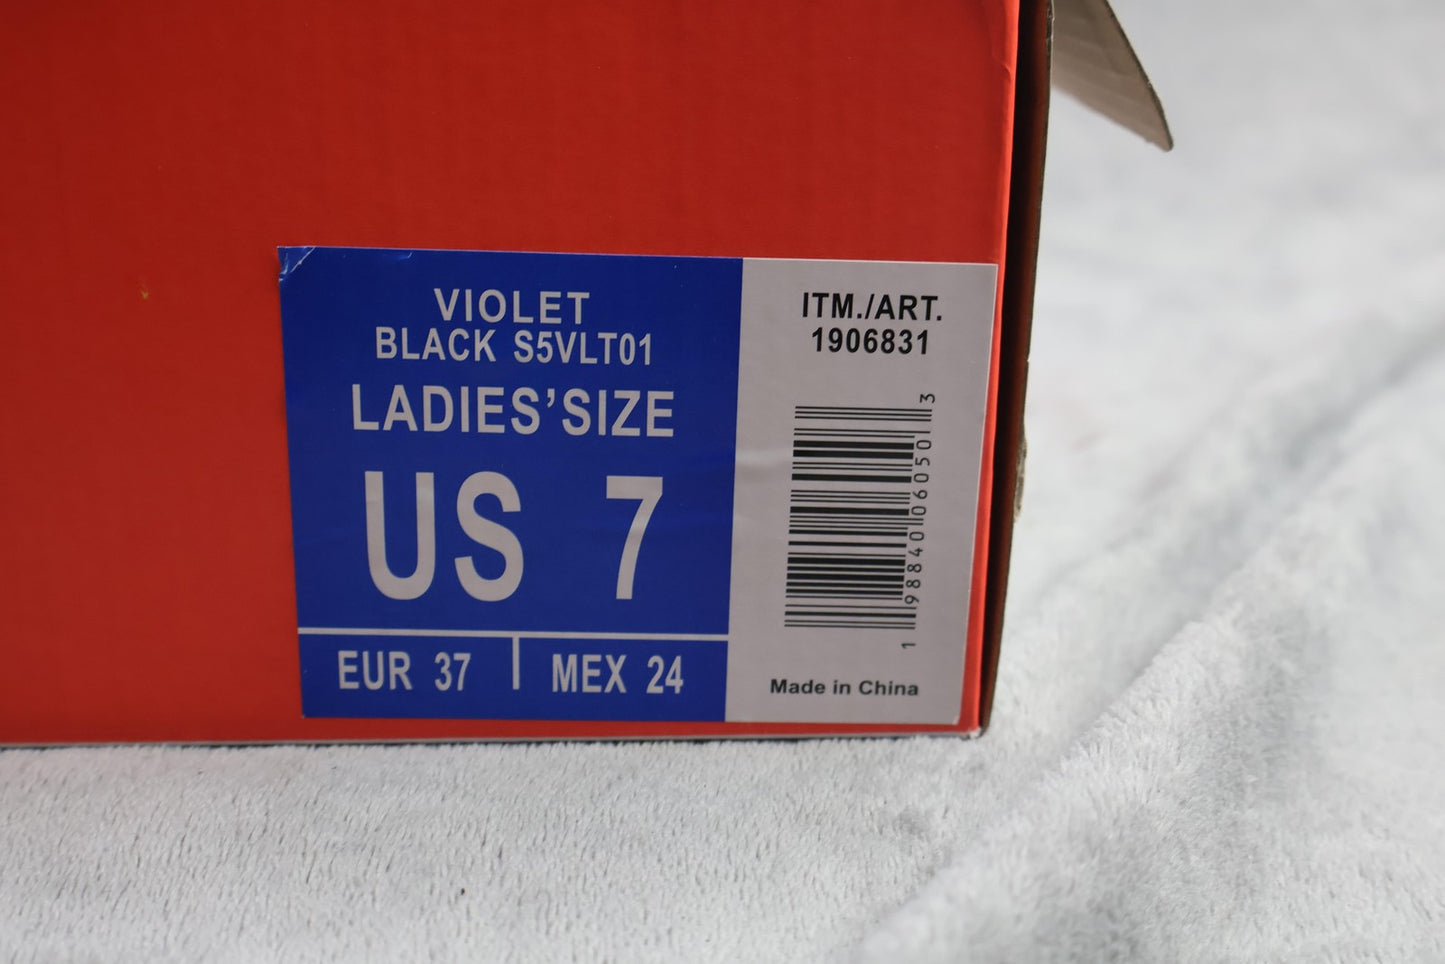 VIOLET
BLACK S5VLT01
LADIES'SIZE
US 7
EUR 37
MEX 24
ITM./ART.
1906831
1 98840 06050 3
Made in China